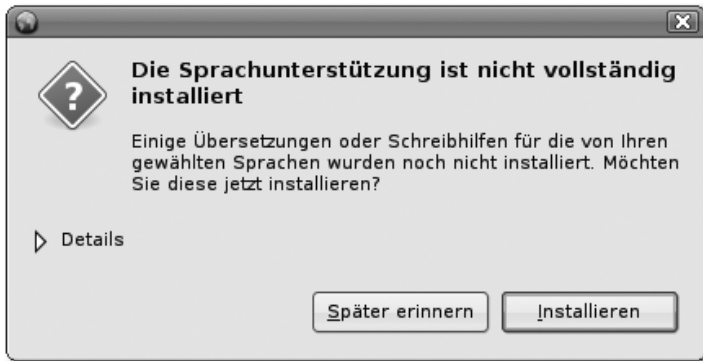 Die Sprachunterstützung ist nicht vollständig
installiert
Einige Übersetzungen oder Schreibhilfen für die von Ihren
gewählten Sprachen wurden noch nicht installiert. Möchten
Sie diese jetzt installieren?
Details
Später erinnern
Installieren